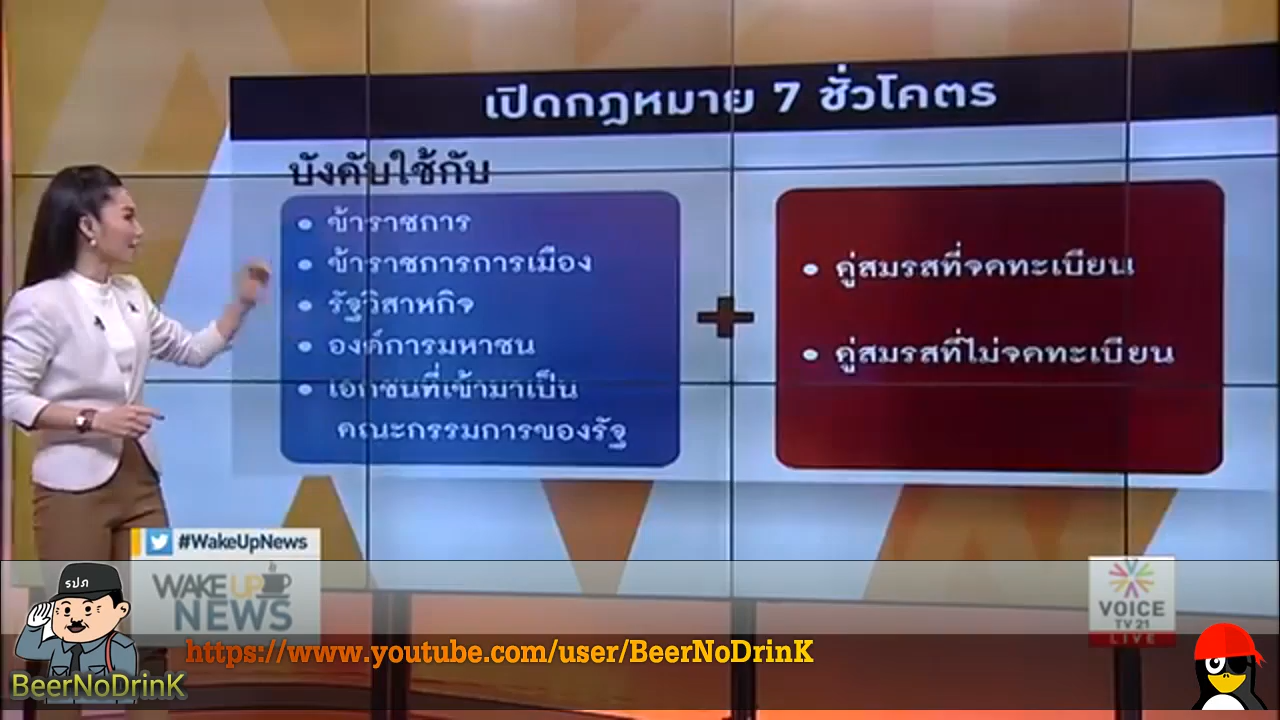 เปิดกฎหมาย 7 ชั่วโคตร
บังคับใช้กับ
• ข้าราชการ
• ข้าราชการการเมือง
• รัฐวิสาหกิจ
• องค์การมหาชน
• เอกชนที่เข้ามาเป็น
คณะกรรมการของรัฐ
+
• คู่สมรสที่จดทะเบียน
• คู่สมรสที่ไม่จดทะเบียน
#WakeUpNews
WAKE UP
NEWS
VOICE
TV 21
LIVE
รปภ
https://www.youtube.com/user/BeerNoDrinK
BeerNoDrinK